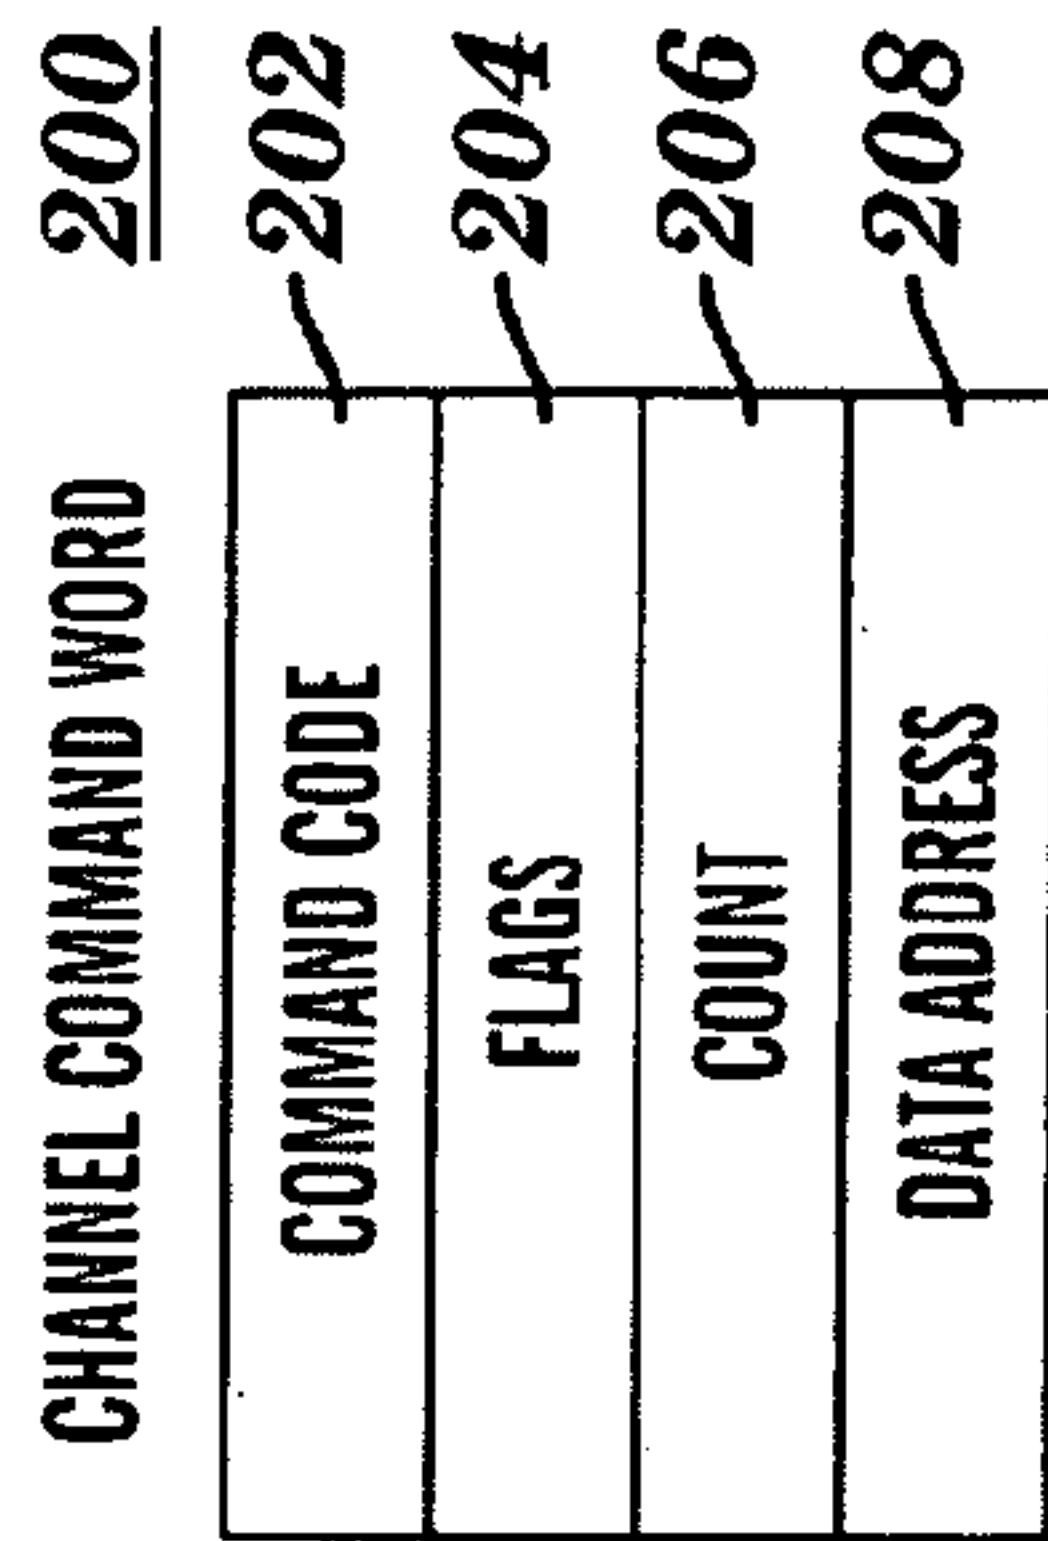 CHANNEL COMMAND WORD 200
COMMAND CODE 202
FLAGS 204
COUNT 206
DATA ADDRESS 208